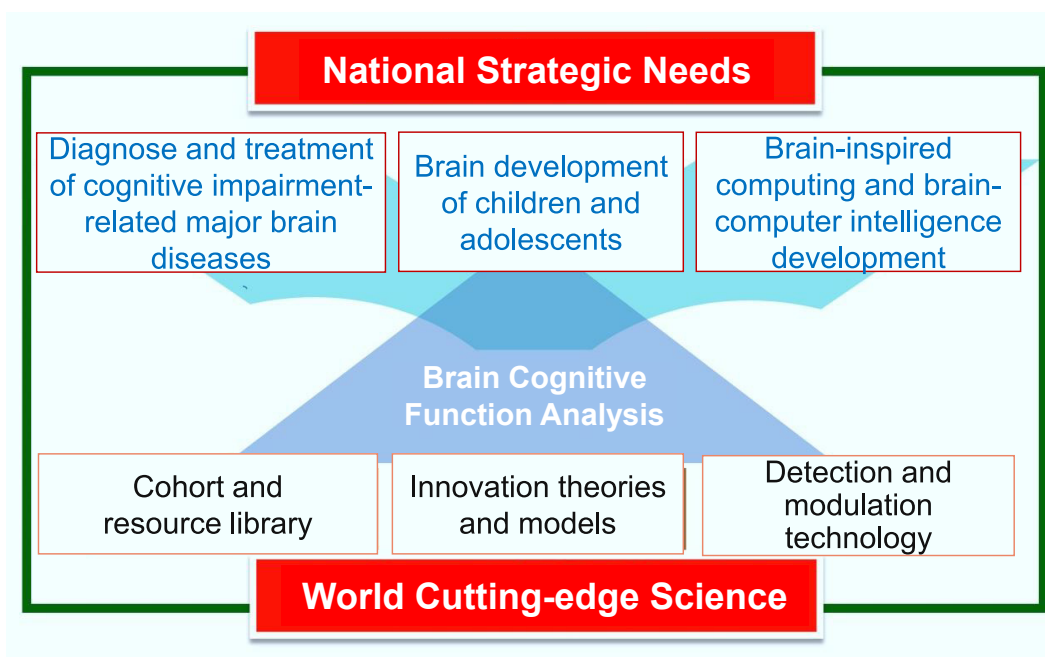 National Strategic Needs
Diagnose and treatment
of cognitive impairment-
related major brain
diseases
Brain development
of children and
adolescents
Brain-inspired
computing and brain-
computer intelligence
development
Brain Cognitive
Function Analysis
Cohort and
resource library
Innovation theories
and models
Detection and
modulation
technology
World Cutting-edge Science